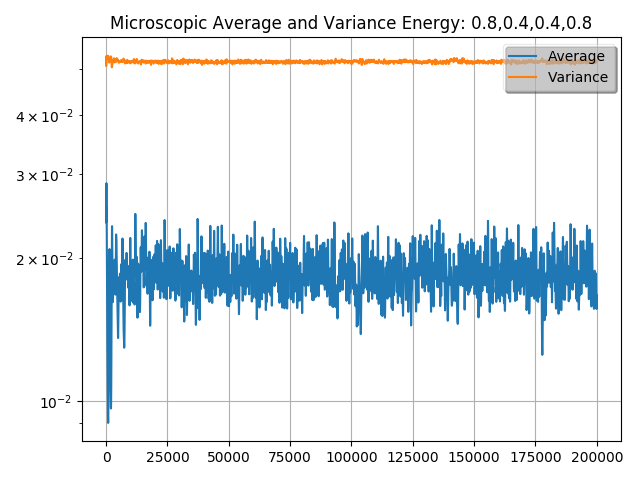 Microscopic Average and Variance Energy: 0.8,0.4,0.4,0.8
Average
Variance
4 × 10⁻²
3 × 10⁻²
2 × 10⁻²
10⁻²
0 25000 50000 75000 100000 125000 150000 175000 200000